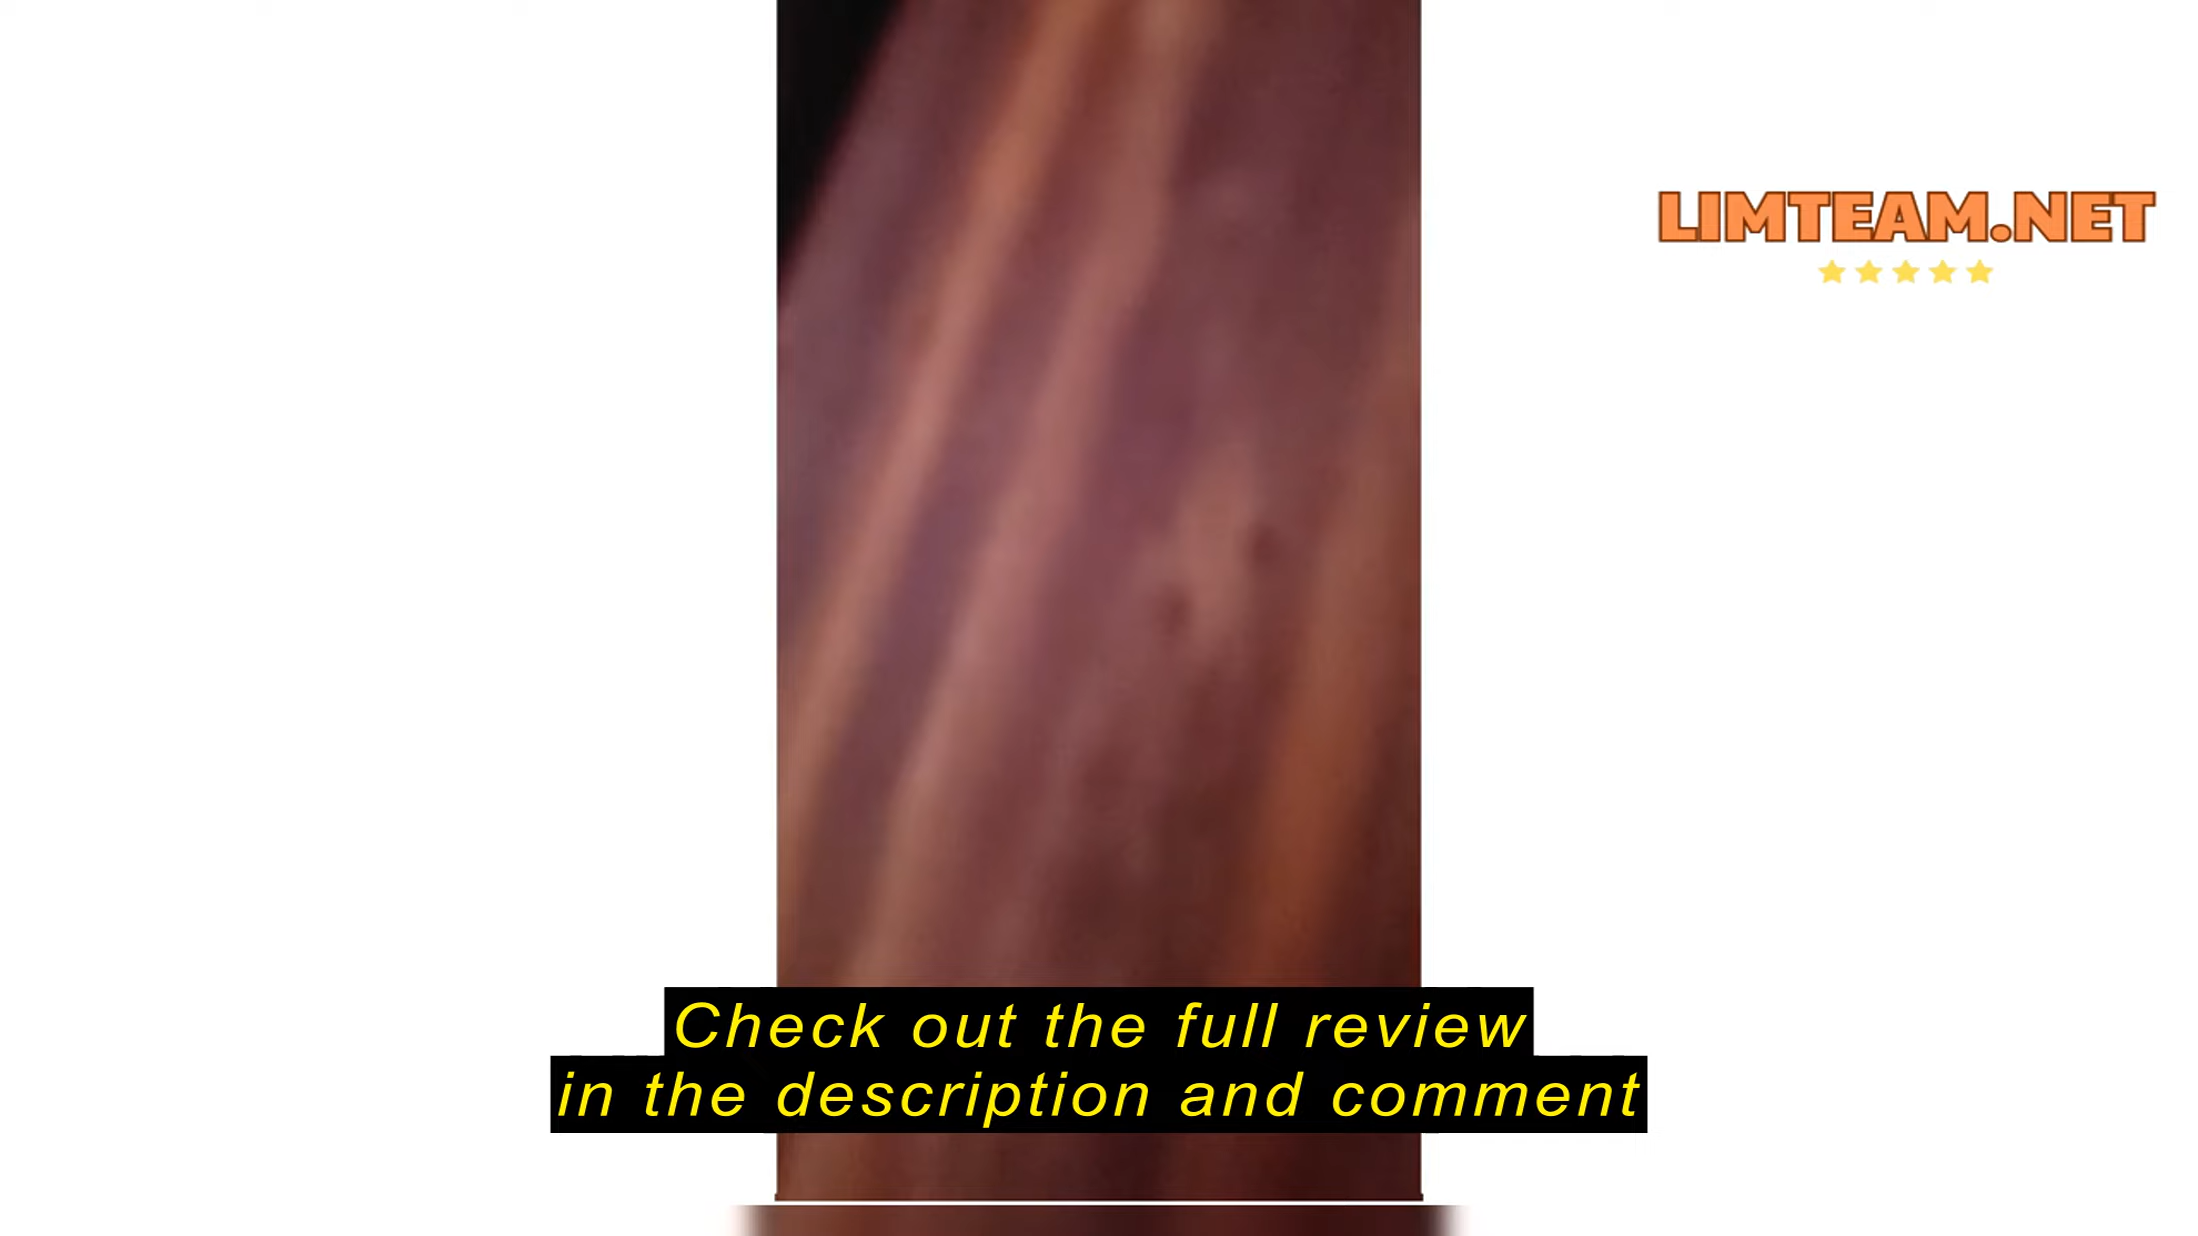 LIMTEAM.NET
Check out the full review
in the description and comment